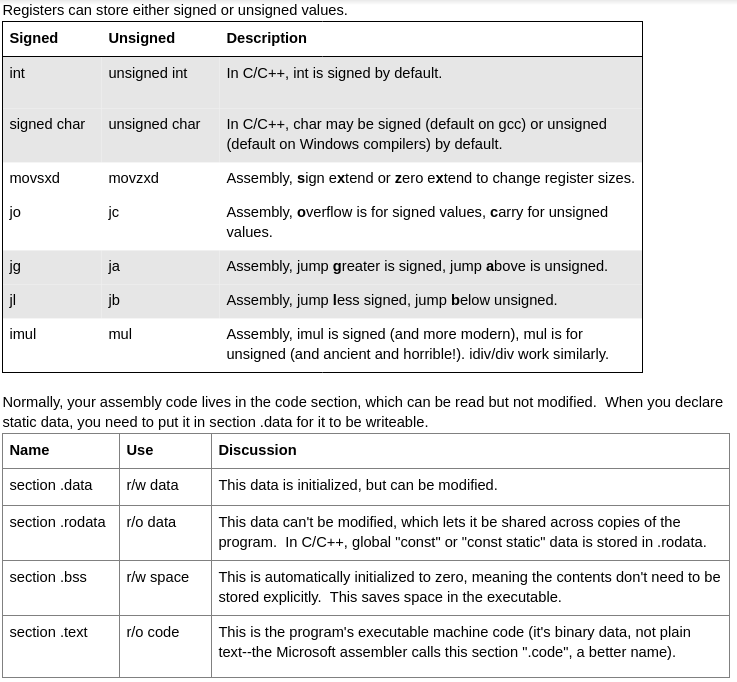 Registers can store either signed or unsigned values.
Signed Unsigned Description
int unsigned int In C/C++, int is signed by default.
signed char unsigned char In C/C++, char may be signed (default on gcc) or unsigned
(default on Windows compilers) by default.
movsxd movzxd Assembly, sign extend or zero extend to change register sizes.
jo jc Assembly, overflow is for signed values, carry for unsigned
values.
jg ja Assembly, jump greater is signed, jump above is unsigned.
jl jb Assembly, jump less signed, jump below unsigned.
imul mul Assembly, imul is signed (and more modern), mul is for
unsigned (and ancient and horrible!). idiv/div work similarly.
Normally, your assembly code lives in the code section, which can be read but not modified. When you declare
static data, you need to put it in section .data for it to be writeable.
Name Use Discussion
section .data r/w data This data is initialized, but can be modified.
section .rodata r/o data This data can't be modified, which lets it be shared across copies of the
program. In C/C++, global "const" or "const static" data is stored in .rodata.
section .bss r/w space This is automatically initialized to zero, meaning the contents don't need to be
stored explicitly. This saves space in the executable.
section .text r/o code This is the program's executable machine code (it's binary data, not plain
text--the Microsoft assembler calls this section ".code", a better name).